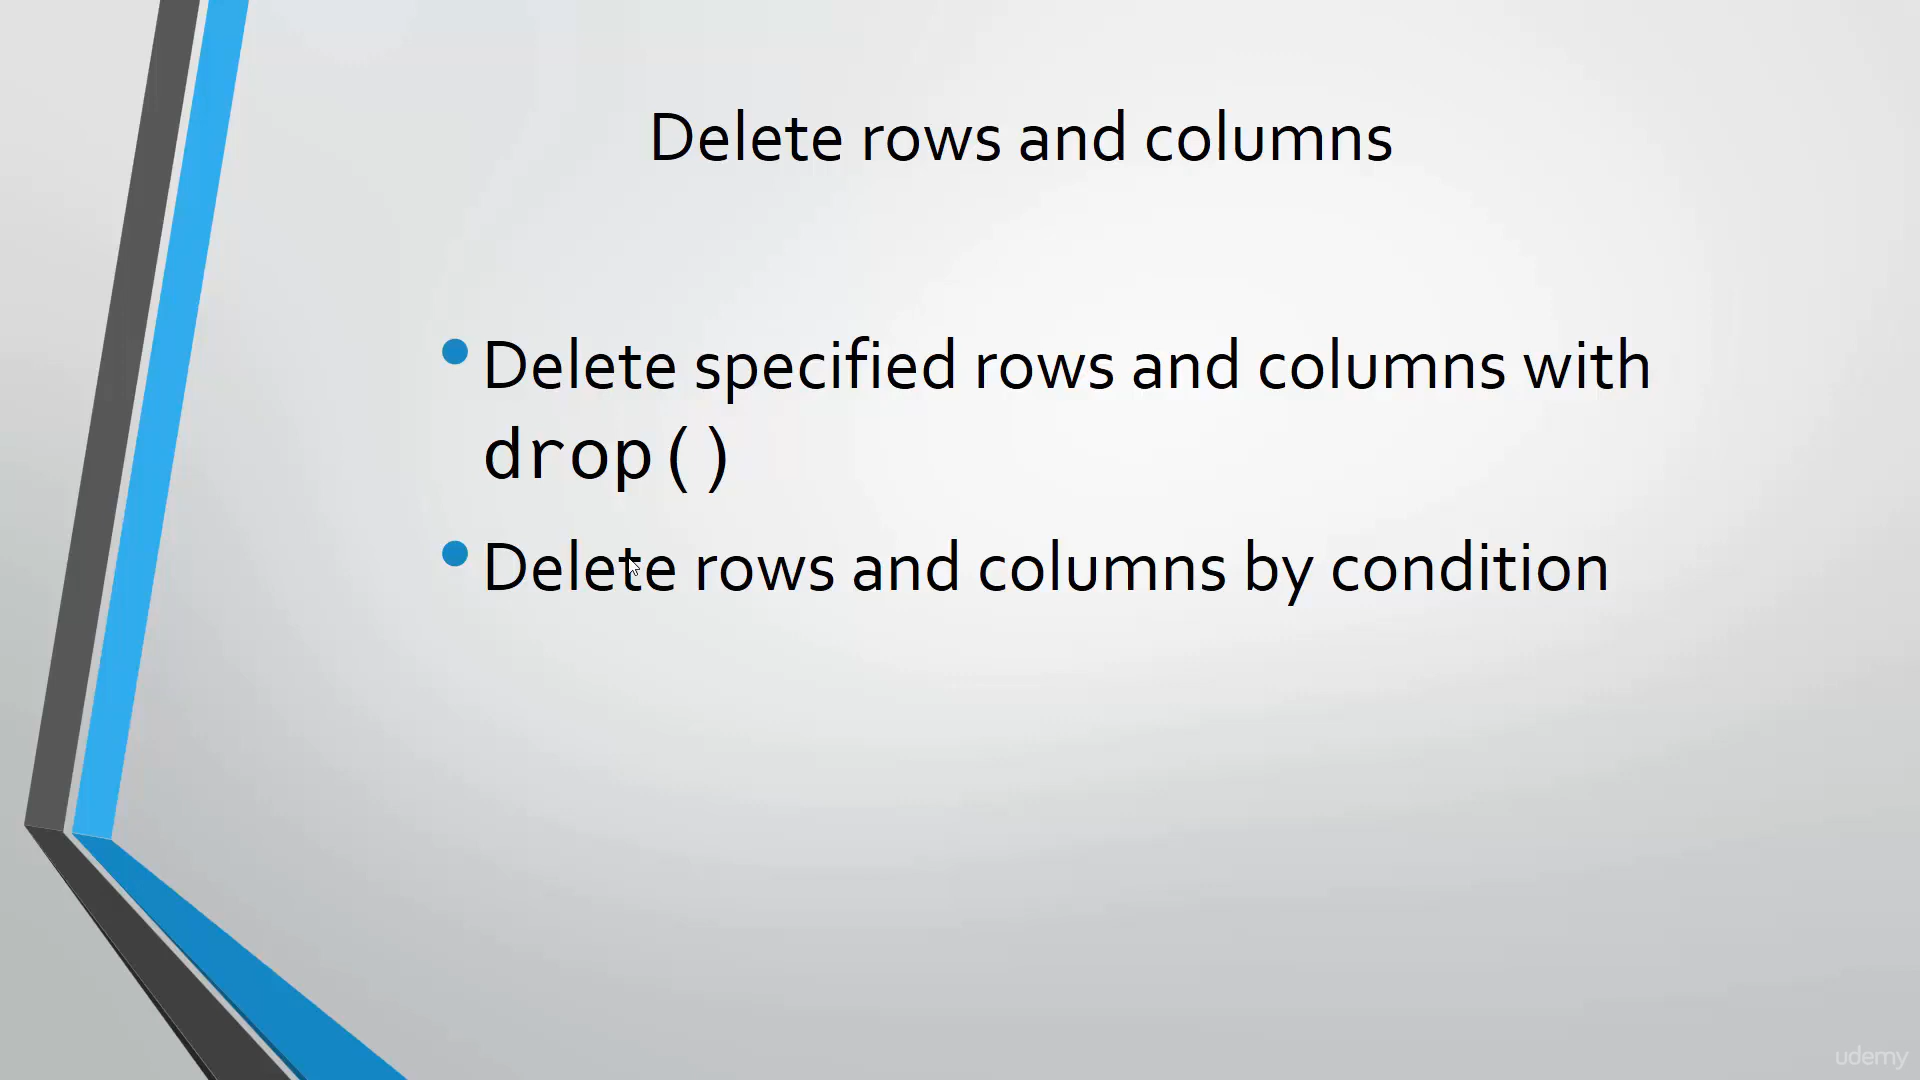 Delete rows and columns
Delete specified rows and columns with
drop()
Delete rows and columns by condition
udemy